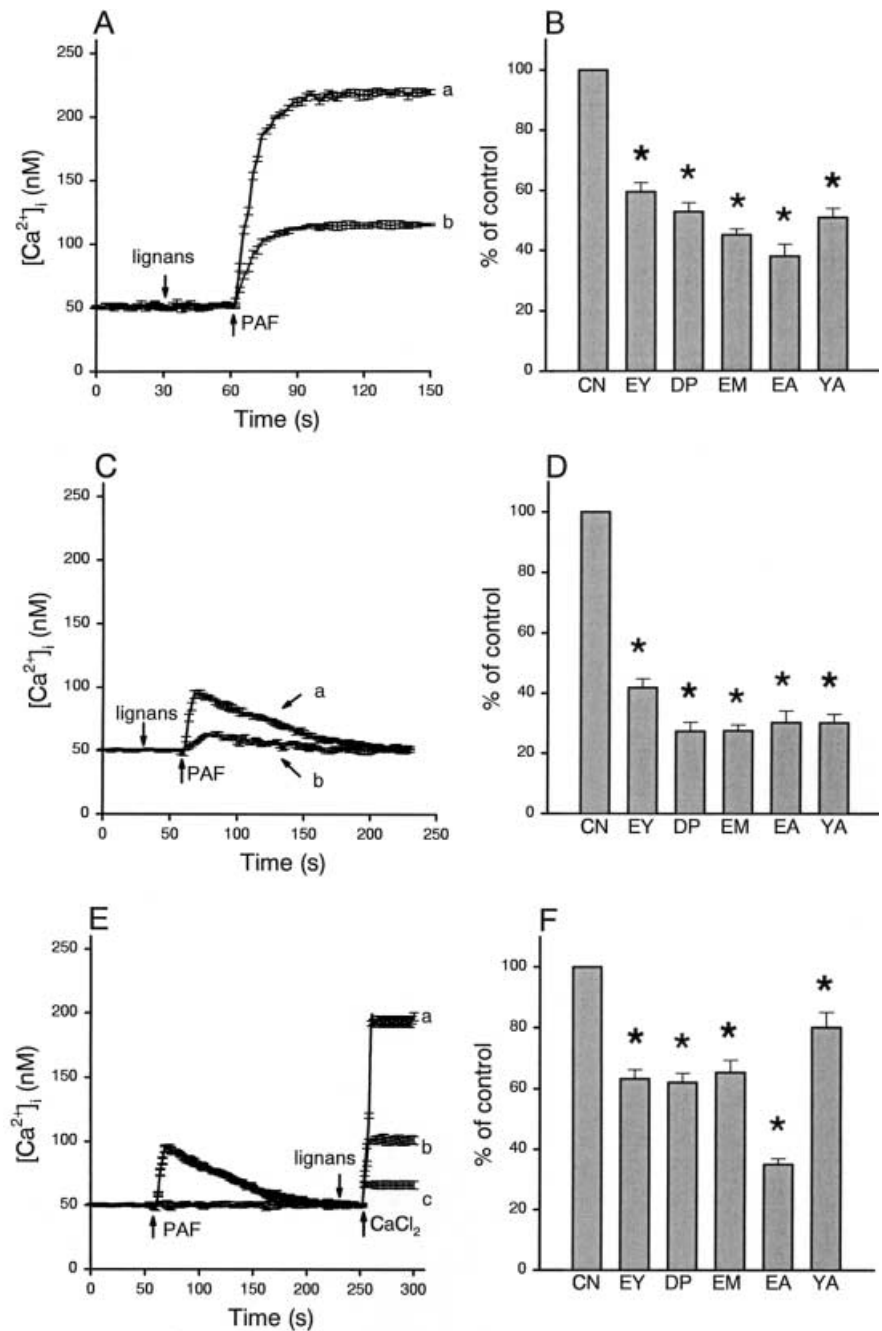 A
250
200
150
100
50
0
[Ca²⁺]ᵢ (nM)
lignans
PAF
a
b
0 30 60 90 120 150
Time (s)
B
100
80
60
40
20
0
% of control
* * * * *
CN EY DP EM EA YA
C
250
200
150
100
50
0
[Ca²⁺]ᵢ (nM)
lignans
PAF
a
b
0 50 100 150 200 250
Time (s)
D
100
80
60
40
20
0
% of control
* * * * *
CN EY DP EM EA YA
E
250
200
150
100
50
0
[Ca²⁺]ᵢ (nM)
a
b
lignans
c
PAF
CaCl₂
0 50 100 150 200 250 300
Time (s)
F
100
80
60
40
20
0
% of control
* * * * *
CN EY DP EM EA YA